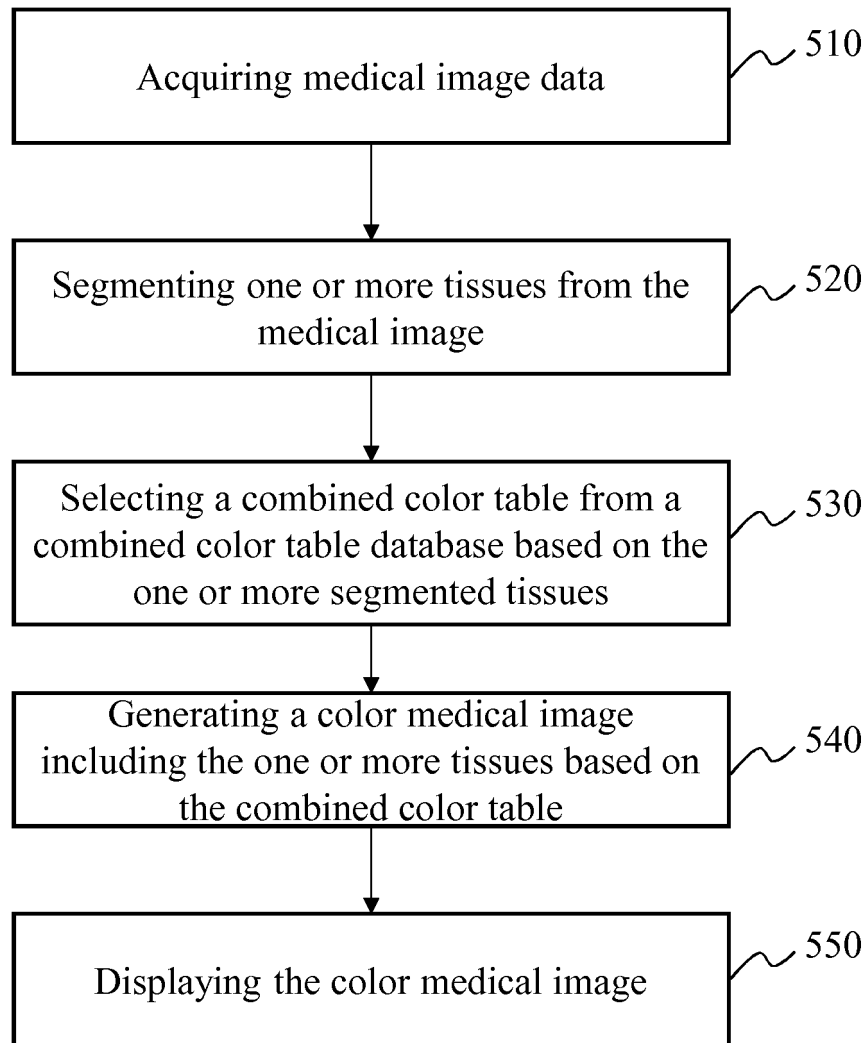 Acquiring medical image data
510
Segmenting one or more tissues from the
medical image
520
Selecting a combined color table from a
combined color table database based on the
one or more segmented tissues
530
Generating a color medical image
including the one or more tissues based on
the combined color table
540
Displaying the color medical image
550